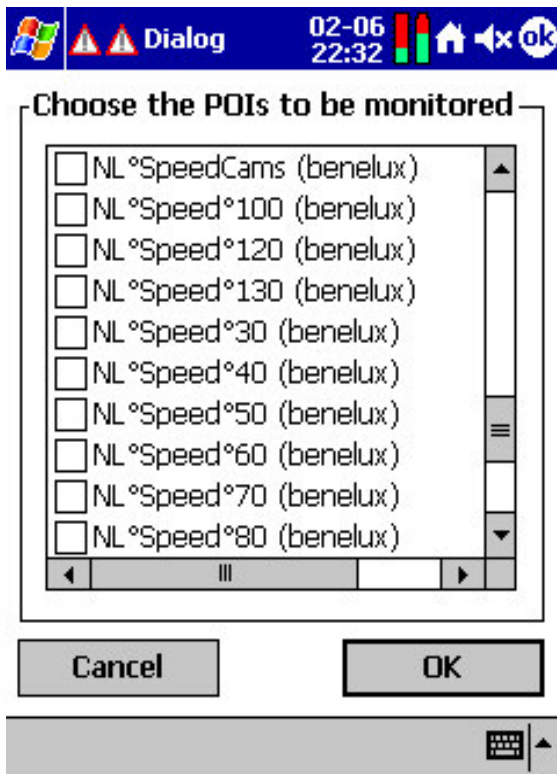 Dialog
02-06
22:32
ok
Choose the POIs to be monitored
NL°SpeedCams (benelux)
NL°Speed°100 (benelux)
NL°Speed°120 (benelux)
NL°Speed°130 (benelux)
NL°Speed°30 (benelux)
NL°Speed°40 (benelux)
NL°Speed°50 (benelux)
NL°Speed°60 (benelux)
NL°Speed°70 (benelux)
NL°Speed°80 (benelux)
Cancel
OK